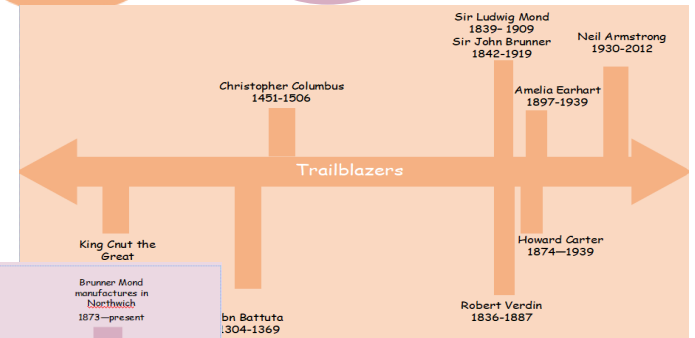 Sir Ludwig Mond
1839– 1909
Sir John Brunner
1842-1919
Neil Armstrong
1930-2012
Christopher Columbus
1451-1506
Amelia Earhart
1897-1939
Trailblazers
King Cnut the
Great
Howard Carter
1874—1939
Brunner Mond
manufactures in
Northwich
1873—present
bn Battuta
1304-1369
Robert Verdin
1836-1887